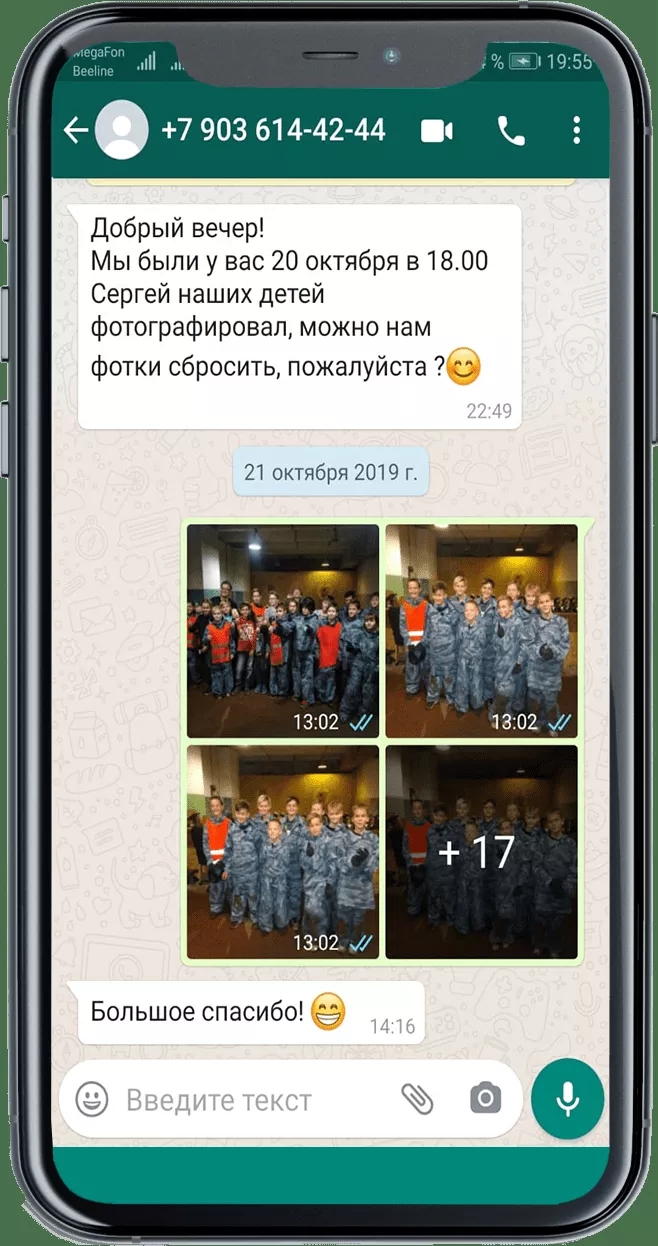 MegaFon
Beeline
% 19:55
+7 903 614-42-44
Добрый вечер!
Мы были у вас 20 октября в 18.00
Сергей наших детей
фотографировал, можно нам
фотки сбросить, пожалуйста ?😊
22:49
21 октября 2019 г.
13:02
13:02
13:02
+ 17
Большое спасибо! 😁
14:16
Введите текст